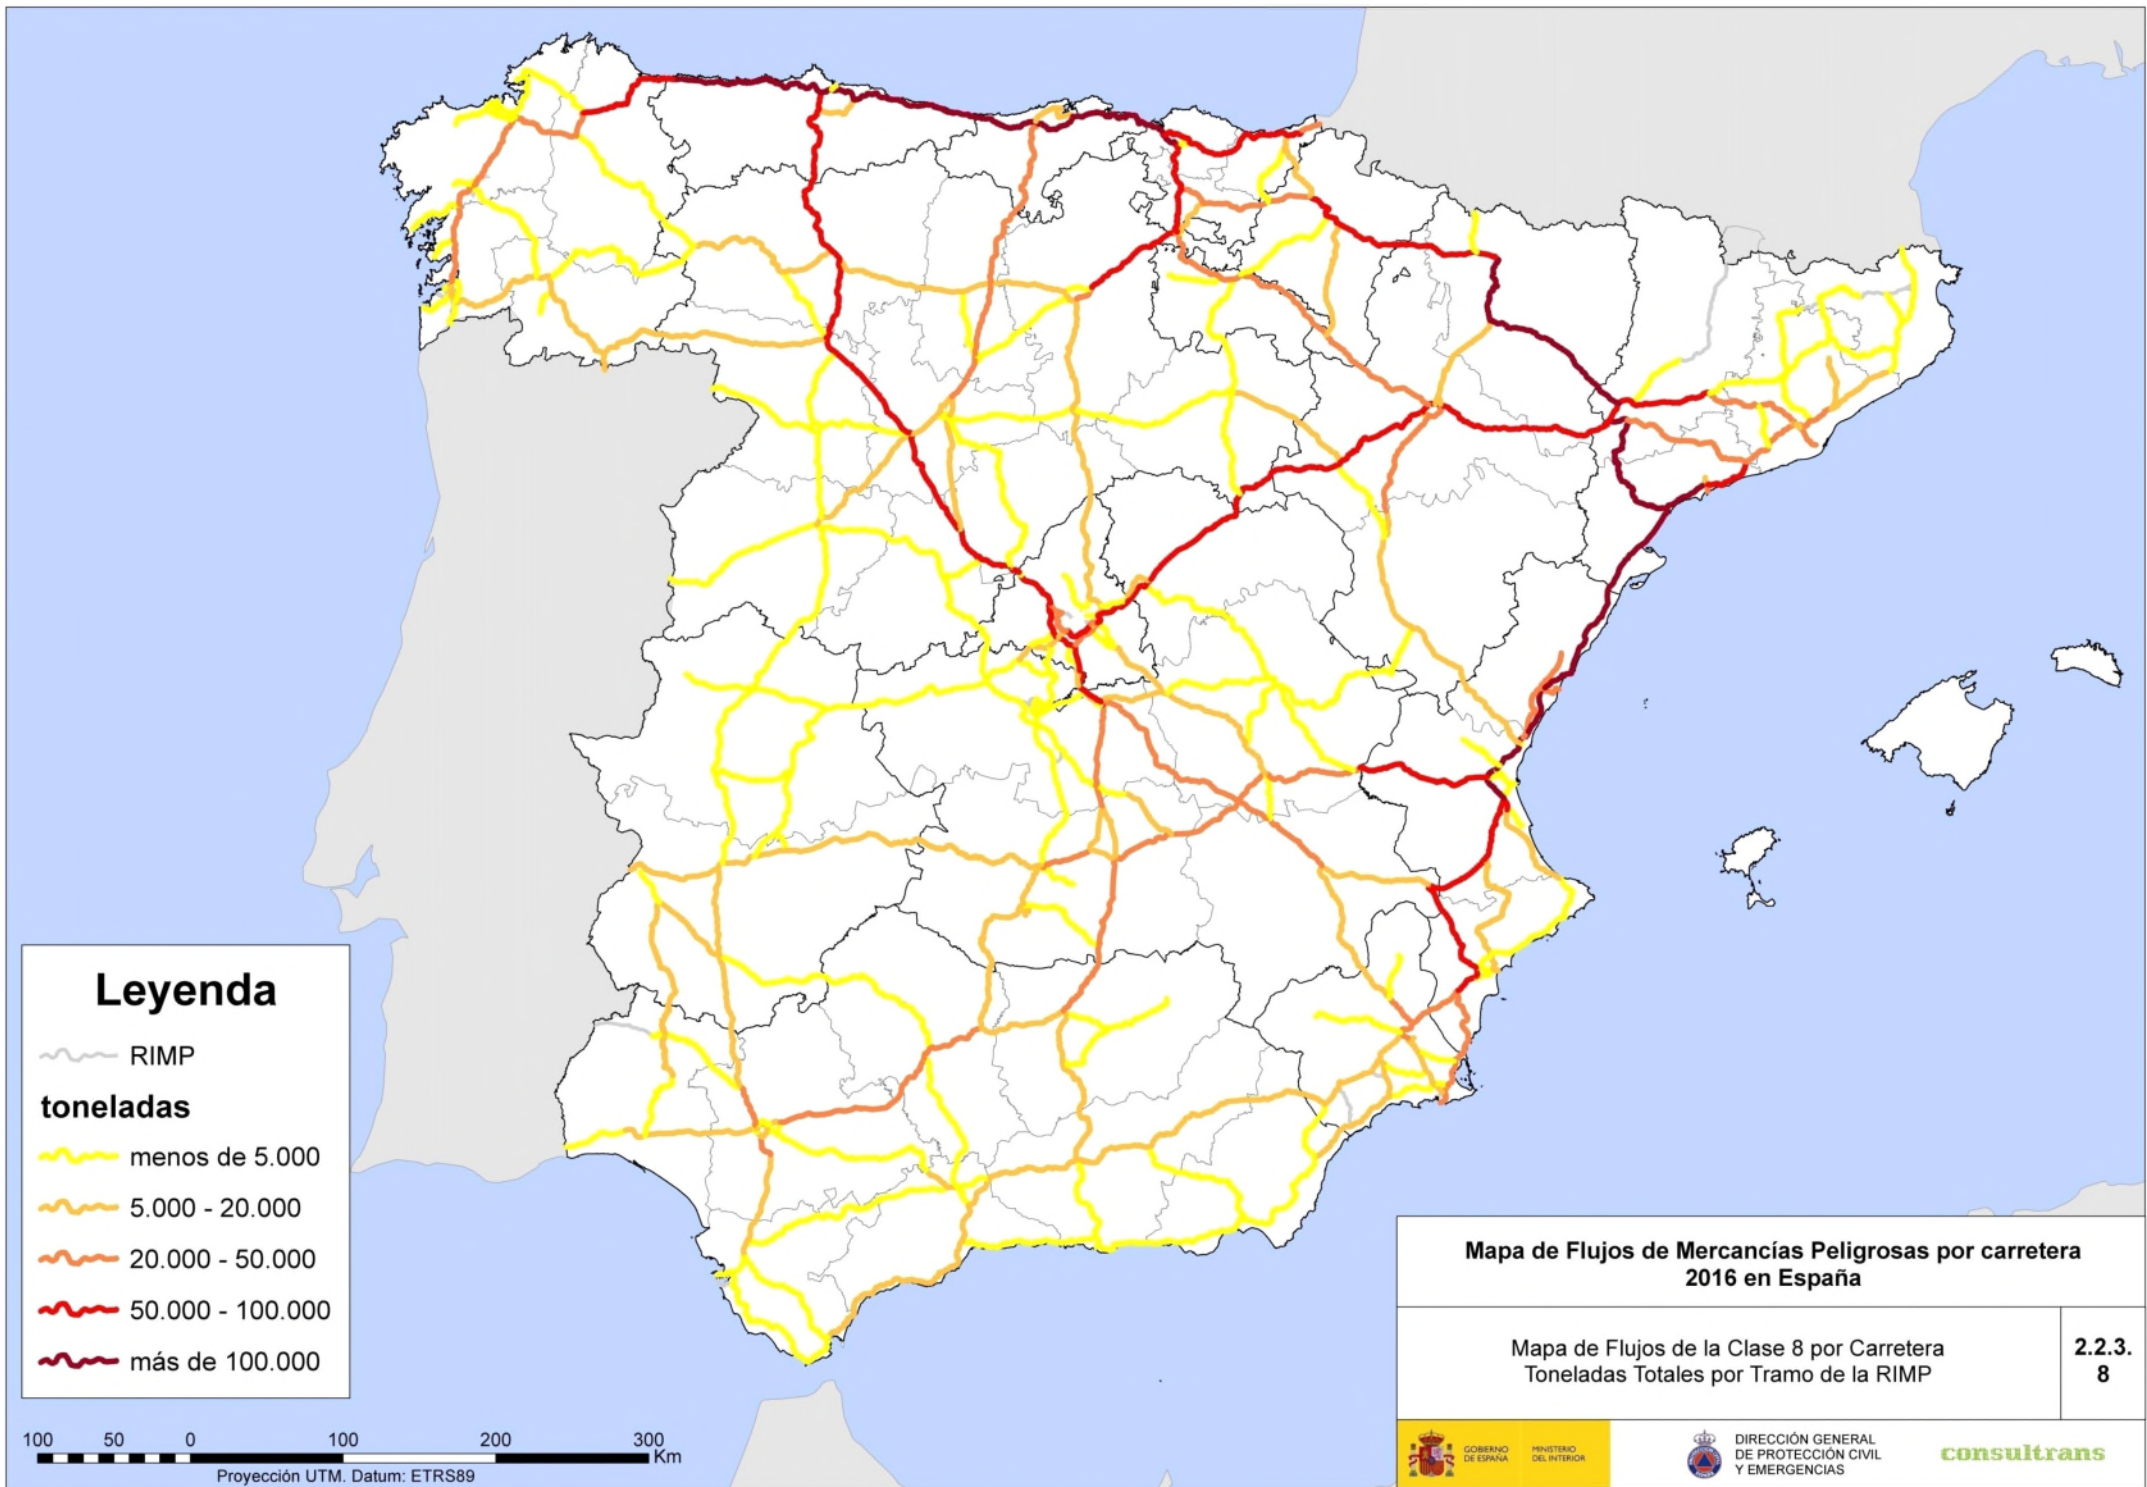 Leyenda
RIMP
toneladas
menos de 5.000
5.000 - 20.000
20.000 - 50.000
50.000 - 100.000
más de 100.000
100 50 0 100 200 300
Km
Proyección UTM. Datum: ETRS89
Mapa de Flujos de Mercancías Peligrosas por carretera
2016 en España
Mapa de Flujos de la Clase 8 por Carretera
Toneladas Totales por Tramo de la RIMP
2.2.3.
8
GOBIERNO
DE ESPAÑA
MINISTERIO
DEL INTERIOR
DIRECCIÓN GENERAL
DE PROTECCIÓN CIVIL
Y EMERGENCIAS
consultrans